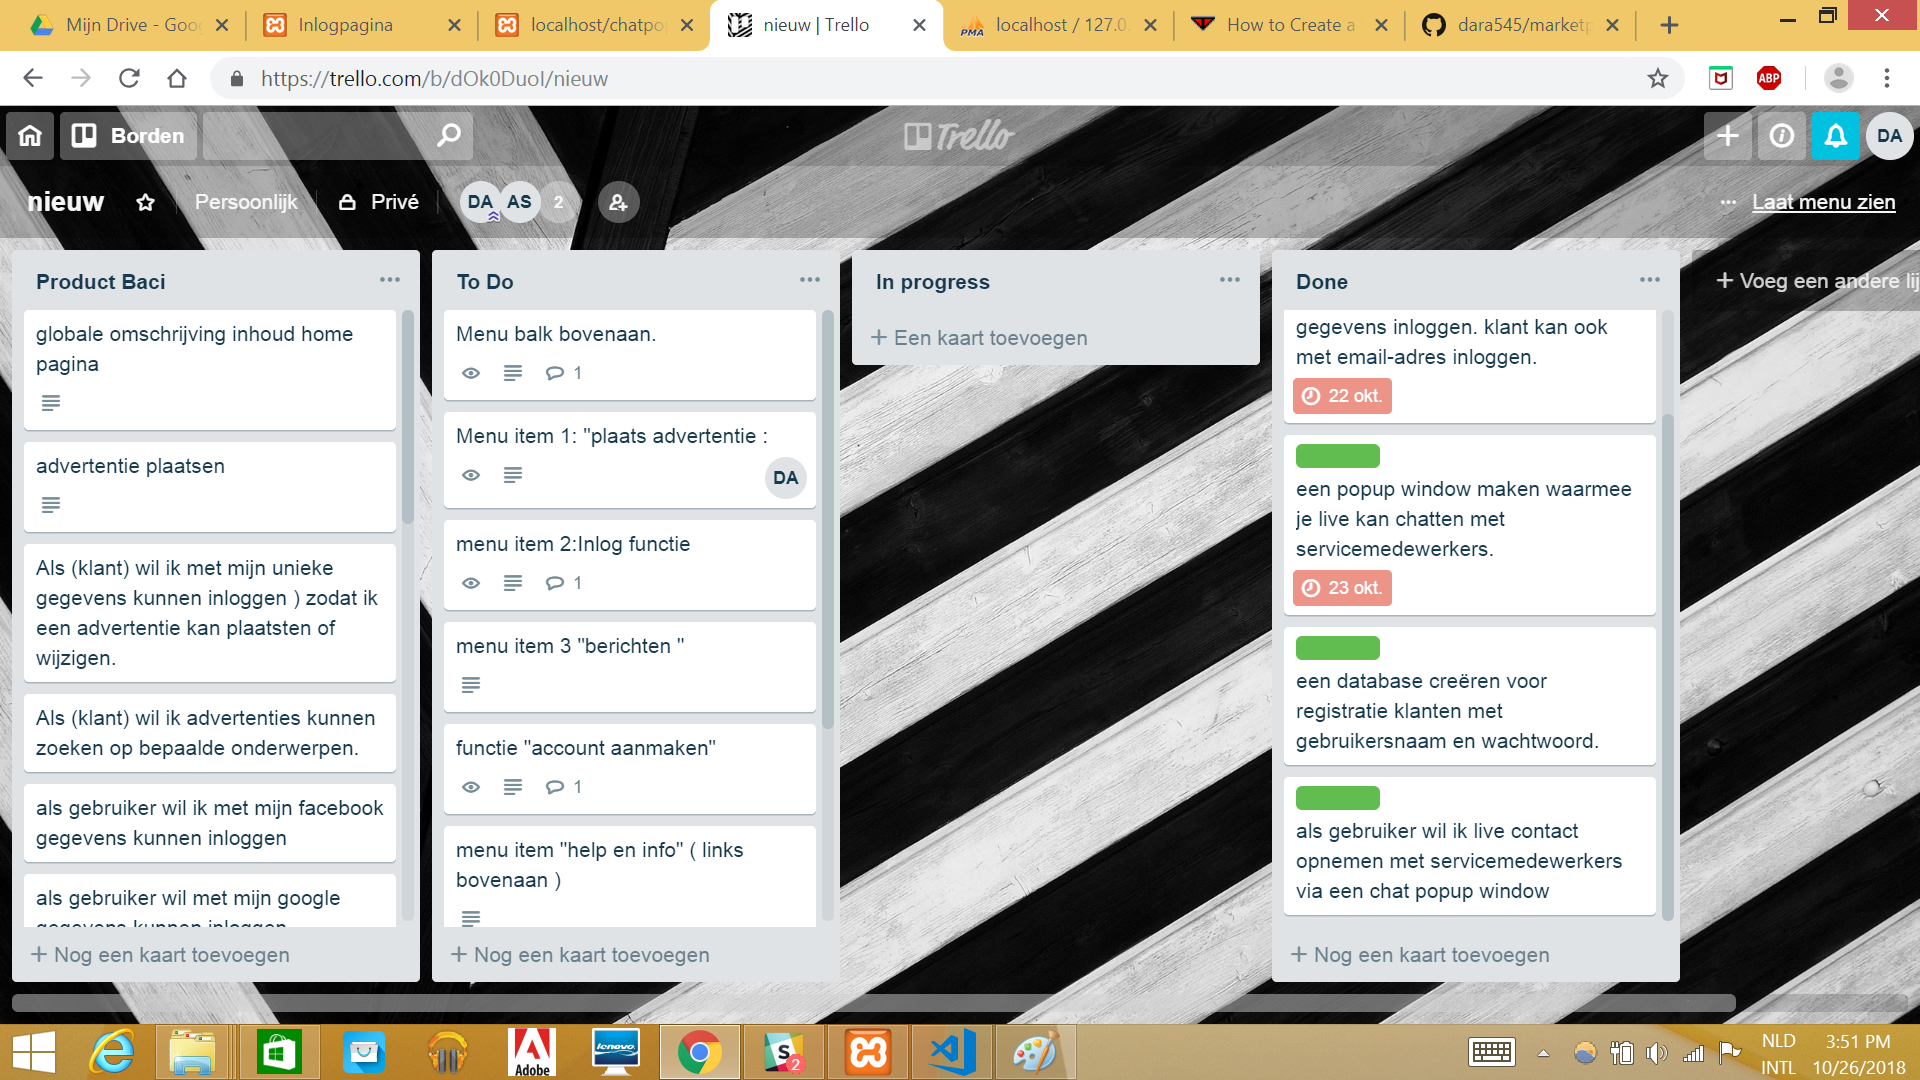 Mijn Drive - Goog
Inlogpagina
localhost/chatpop
nieuw | Trello
localhost / 127.0.
How to Create a
dara545/marketp
https://trello.com/b/dOk0DuoI/nieuw
ABP
Borden
Trello
DA
nieuw
Persoonlijk
Privé
DA
AS
2
Laat menu zien
Product Baci
globale omschrijving inhoud home
pagina
advertentie plaatsen
Als (klant) wil ik met mijn unieke
gegevens kunnen inloggen ) zodat ik
een advertentie kan plaatsten of
wijzigen.
Als (klant) wil ik advertenties kunnen
zoeken op bepaalde onderwerpen.
als gebruiker wil ik met mijn facebook
gegevens kunnen inloggen
als gebruiker wil met mijn google
gegevens kunnen inloggen
+ Nog een kaart toevoegen
To Do
Menu balk bovenaan.
1
Menu item 1: "plaats advertentie :
DA
menu item 2:Inlog functie
1
menu item 3 "berichten "
functie "account aanmaken"
1
menu item "help en info" ( links
bovenaan )
+ Nog een kaart toevoegen
In progress
+ Een kaart toevoegen
Done
gegevens inloggen. klant kan ook
met email-adres inloggen.
22 okt.
een popup window maken waarmee
je live kan chatten met
servicemedewerkers.
23 okt.
een database creëren voor
registratie klanten met
gebruikersnaam en wachtwoord.
als gebruiker wil ik live contact
opnemen met servicemedewerkers
via een chat popup window
+ Nog een kaart toevoegen
+ Voeg een andere lij
Adobe
lenovo
S
2
NLD
INTL
3:51 PM
10/26/2018